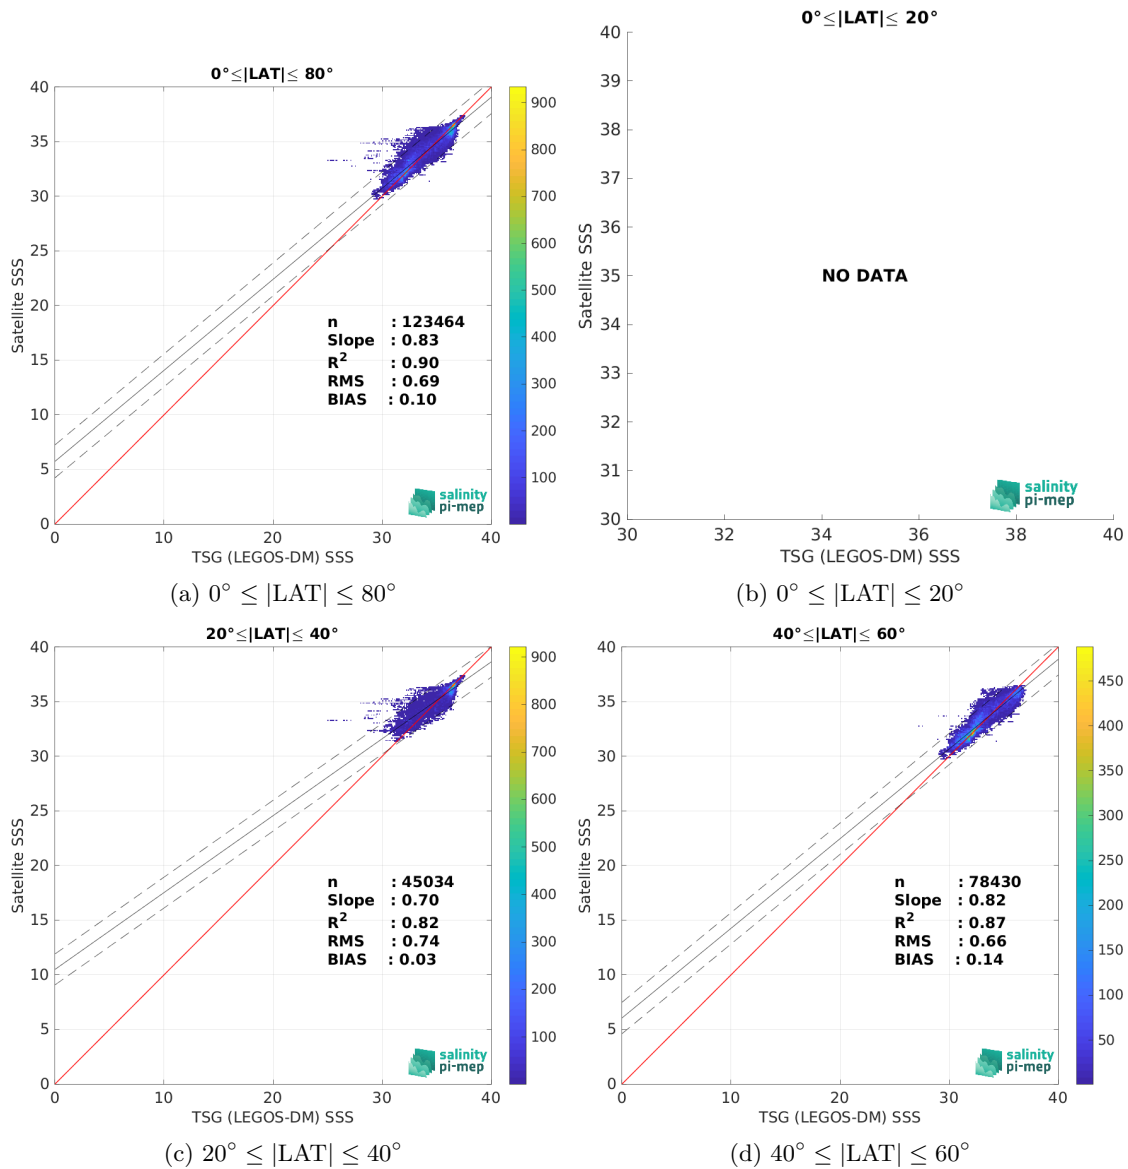 0°≤|LAT|≤ 80°
40
35
30
25
20
15
10
5
0
0
10
20
30
40
Satellite SSS
TSG (LEGOS-DM) SSS
n : 123464
Slope : 0.83
R2 : 0.90
RMS : 0.69
BIAS : 0.10
salinity
pi-mep
900
800
700
600
500
400
300
200
100
(a) 0° ≤ |LAT| ≤ 80°
0°≤|LAT|≤ 20°
40
39
38
37
36
35
34
33
32
31
30
30
32
34
36
38
40
Satellite SSS
TSG (LEGOS-DM) SSS
NO DATA
salinity
pi-mep
(b) 0° ≤ |LAT| ≤ 20°
20°≤|LAT|≤ 40°
40
35
30
25
20
15
10
5
0
0
10
20
30
40
Satellite SSS
TSG (LEGOS-DM) SSS
n : 45034
Slope : 0.70
R2 : 0.82
RMS : 0.74
BIAS : 0.03
salinity
pi-mep
900
800
700
600
500
400
300
200
100
(c) 20° ≤ |LAT| ≤ 40°
40°≤|LAT|≤ 60°
40
35
30
25
20
15
10
5
0
0
10
20
30
40
Satellite SSS
TSG (LEGOS-DM) SSS
n : 78430
Slope : 0.82
R2 : 0.87
RMS : 0.66
BIAS : 0.14
salinity
pi-mep
450
400
350
300
250
200
150
100
50
(d) 40° ≤ |LAT| ≤ 60°